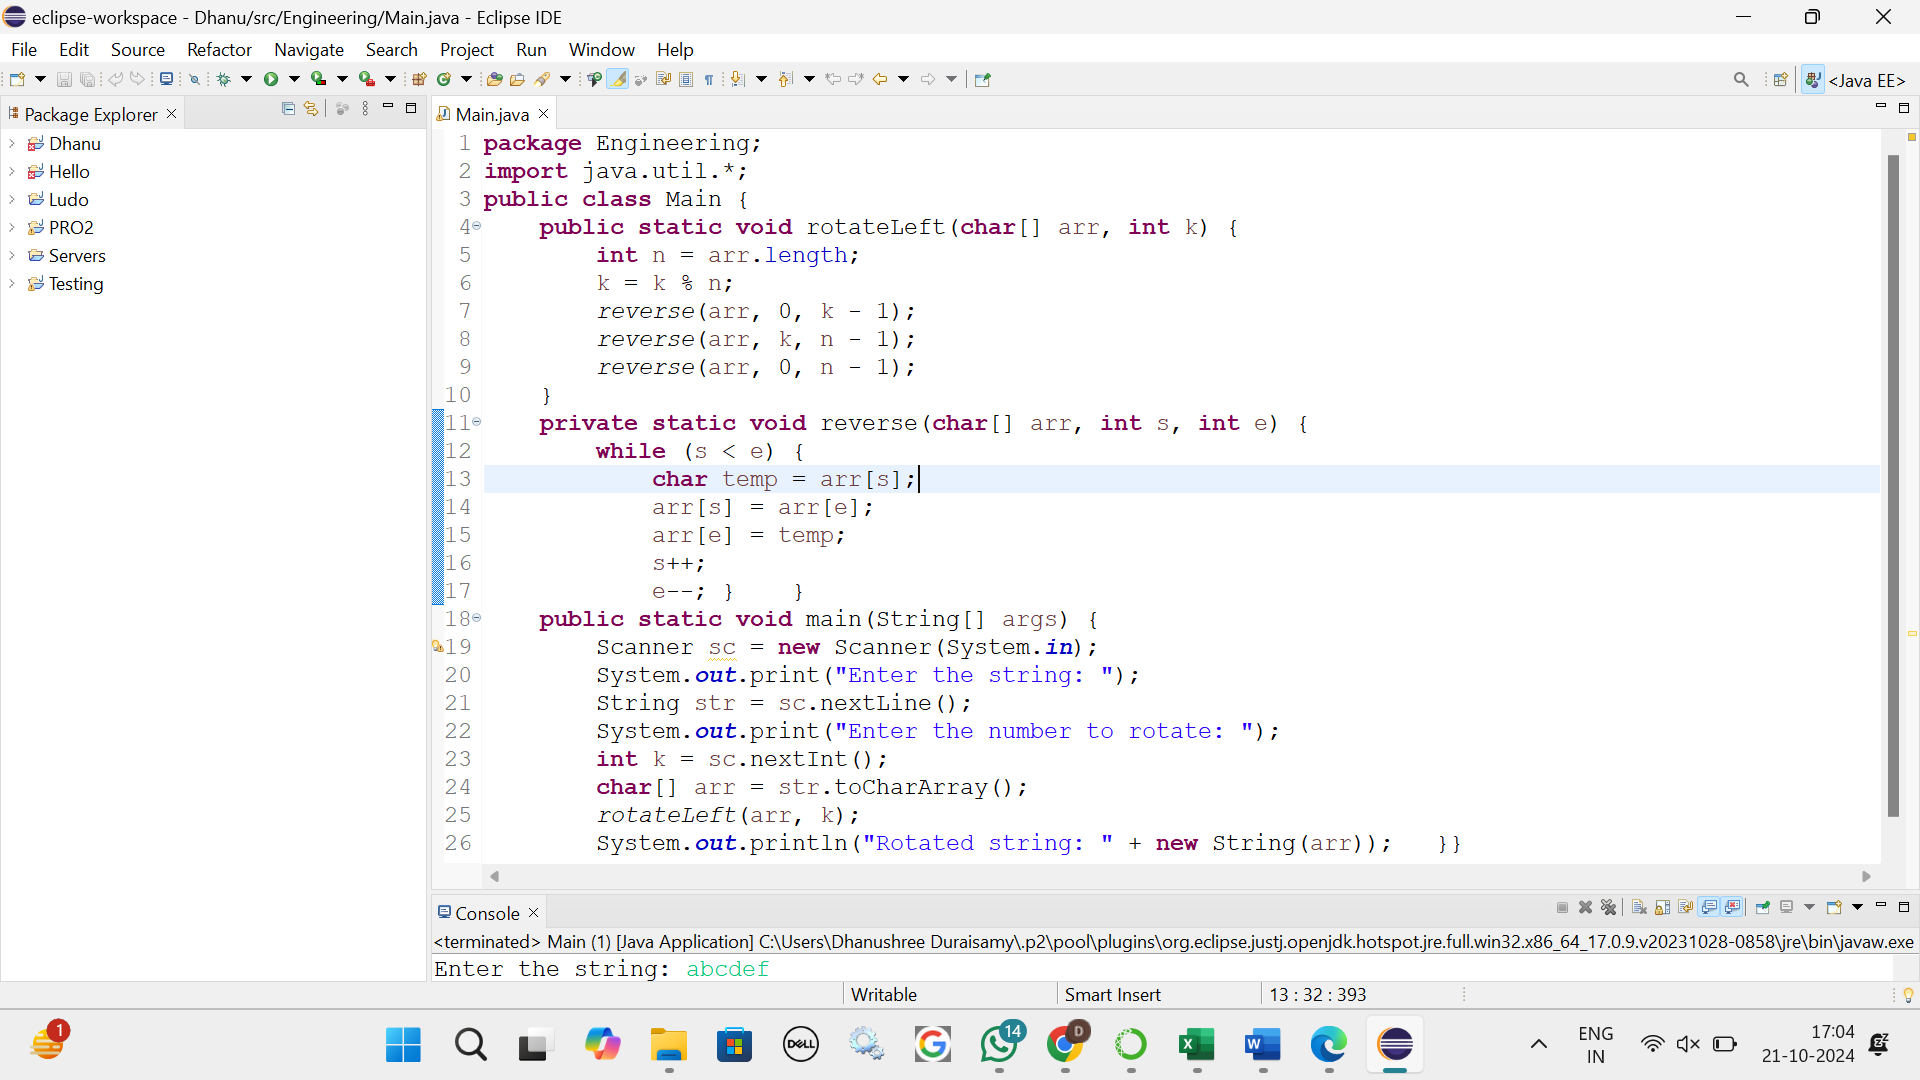 eclipse-workspace - Dhanu/src/Engineering/Main.java - Eclipse IDE
File Edit Source Refactor Navigate Search Project Run Window Help
<Java EE>
Package Explorer
Dhanu
Hello
Ludo
PRO2
Servers
Testing
Main.java
1 package Engineering;
2 import java.util.*;
3 public class Main {
4 public static void rotateLeft(char[] arr, int k) {
5 int n = arr.length;
6 k = k % n;
7 reverse(arr, 0, k - 1);
8 reverse(arr, k, n - 1);
9 reverse(arr, 0, n - 1);
10 }
11 private static void reverse(char[] arr, int s, int e) {
12 while (s < e) {
13 char temp = arr[s];
14 arr[s] = arr[e];
15 arr[e] = temp;
16 s++;
17 e--; } }
18 public static void main(String[] args) {
19 Scanner sc = new Scanner(System.in);
20 System.out.print("Enter the string: ");
21 String str = sc.nextLine();
22 System.out.print("Enter the number to rotate: ");
23 int k = sc.nextInt();
24 char[] arr = str.toCharArray();
25 rotateLeft(arr, k);
26 System.out.println("Rotated string: " + new String(arr)); }}
Console
<terminated> Main (1) [Java Application] C:\Users\Dhanushree Duraisamy\.p2\pool\plugins\org.eclipse.justj.openjdk.hotspot.jre.full.win32.x86_64_17.0.9.v20231028-0858\jre\bin\javaw.exe
Enter the string: abcdef
Writable Smart Insert 13 : 32 : 393
1
DELL
G
14
D
X
W
ENG
IN
17:04
21-10-2024